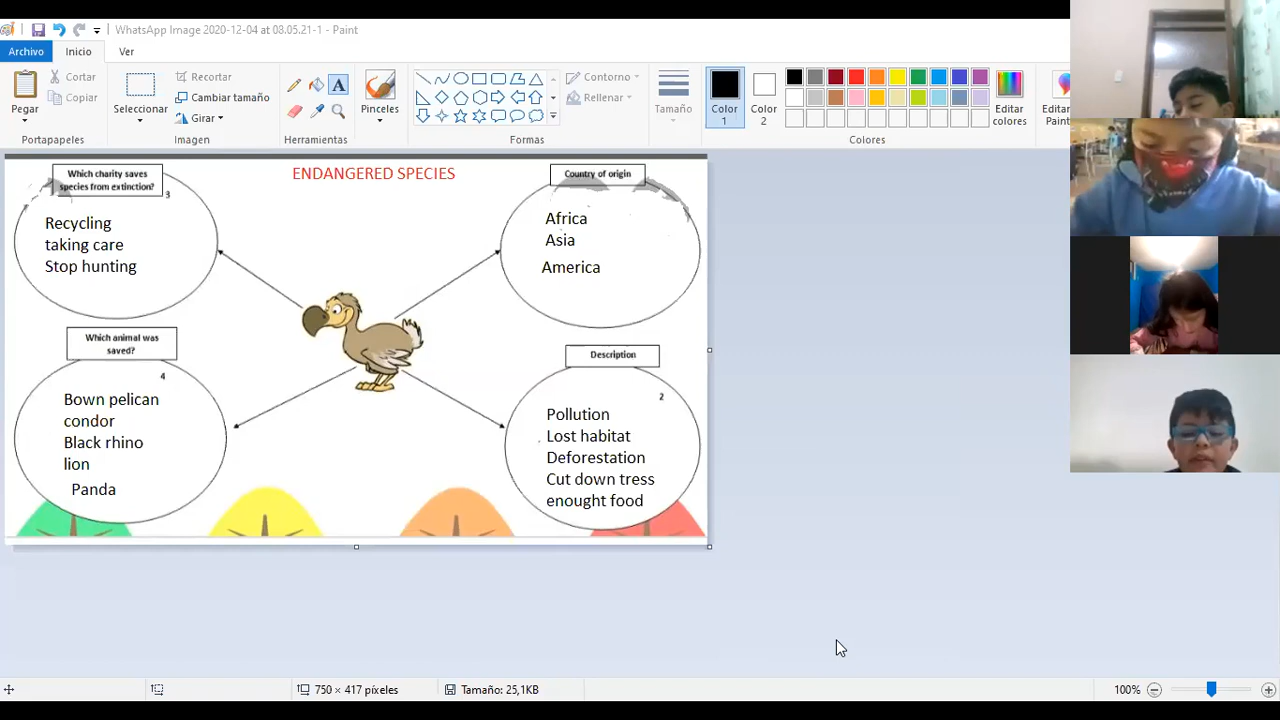 WhatsApp Image 2020-12-04 at 08.05.21-1 - Paint
Archivo Inicio Ver
Pegar
Cortar
Copiar
Portapapeles
Seleccionar
Recortar
Cambiar tamaño
Girar
Imagen
Herramientas
Pinceles
Contorno
Rellenar
Formas
Tamaño
Color 1
Color 2
Editar colores
Colores
Editar
Paint
ENDANGERED SPECIES
Which charity saves
species from extinction?
3
Recycling
taking care
Stop hunting
Country of origin
Africa
Asia
America
Which animal was
saved?
4
Bown pelican
condor
Black rhino
lion
Panda
Description
2
Pollution
Lost habitat
Deforestation
Cut down tress
enought food
750 × 417 píxeles
Tamaño: 25,1KB
100%